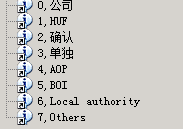 0,公司
1,HUF
2,确认
3,单独
4,AOP
5,BOI
6,Local authority
7,Others